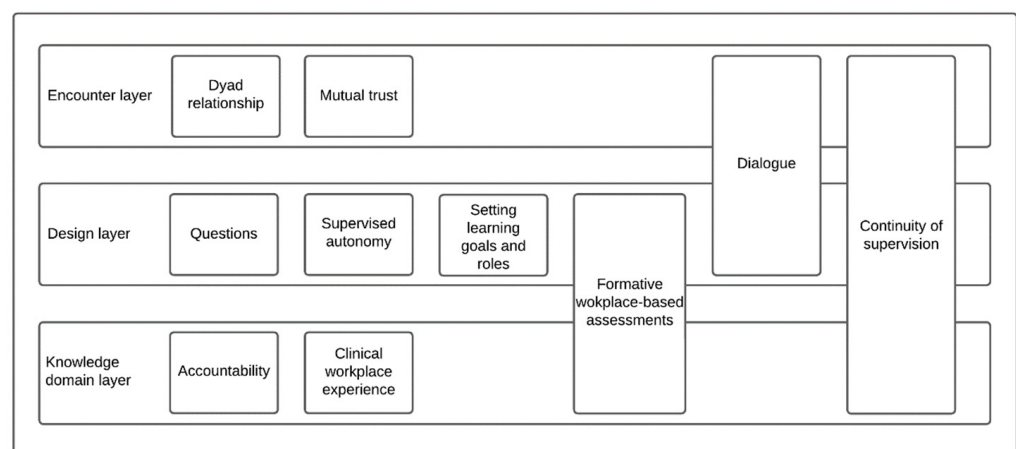 Encounter layer
Dyad
relationship
Mutual trust
Dialogue
Continuity of
supervision
Design layer
Questions
Supervised
autonomy
Setting
learning
goals and
roles
Formative
wokplace-based
assessments
Knowledge
domain layer
Accountability
Clinical
workplace
experience